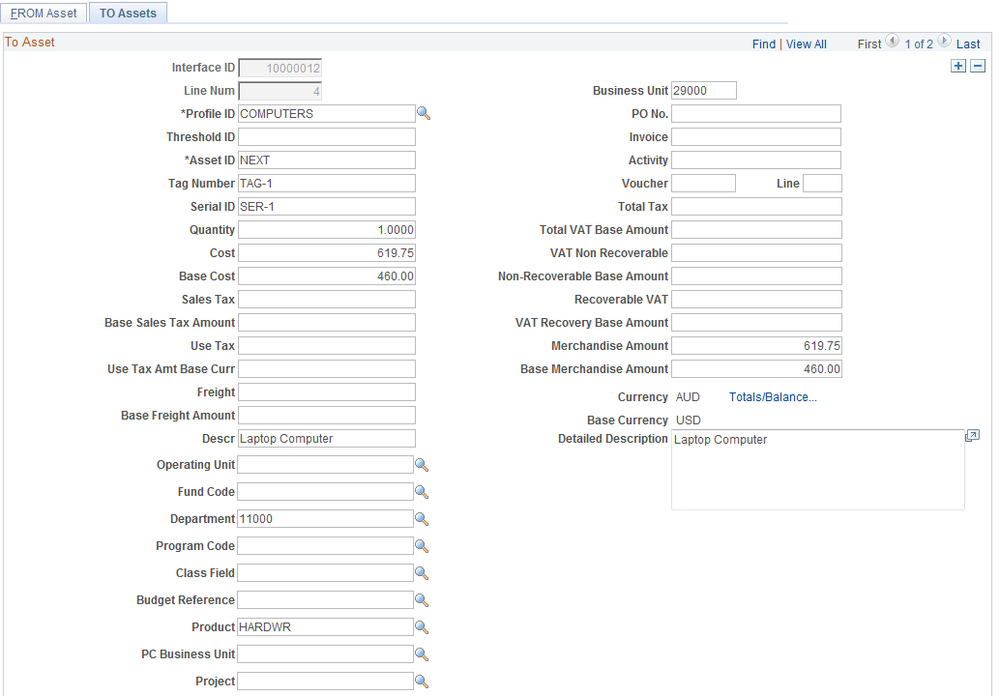 FROM Asset TO Assets
To Asset Find | View All First 1 of 2 Last
Interface ID 10000012
Line Num 4 Business Unit 29000
*Profile ID COMPUTERS PO No.
Threshold ID Invoice
*Asset ID NEXT Activity
Tag Number TAG-1 Voucher Line
Serial ID SER-1 Total Tax
Quantity 1.0000 Total VAT Base Amount
Cost 619.75 VAT Non Recoverable
Base Cost 460.00 Non-Recoverable Base Amount
Sales Tax Recoverable VAT
Base Sales Tax Amount VAT Recovery Base Amount
Use Tax Merchandise Amount 619.75
Use Tax Amt Base Curr Base Merchandise Amount 460.00
Freight Currency AUD Totals/Balance...
Base Freight Amount Base Currency USD
Descr Laptop Computer Detailed Description Laptop Computer
Operating Unit
Fund Code
Department 11000
Program Code
Class Field
Budget Reference
Product HARDWR
PC Business Unit
Project